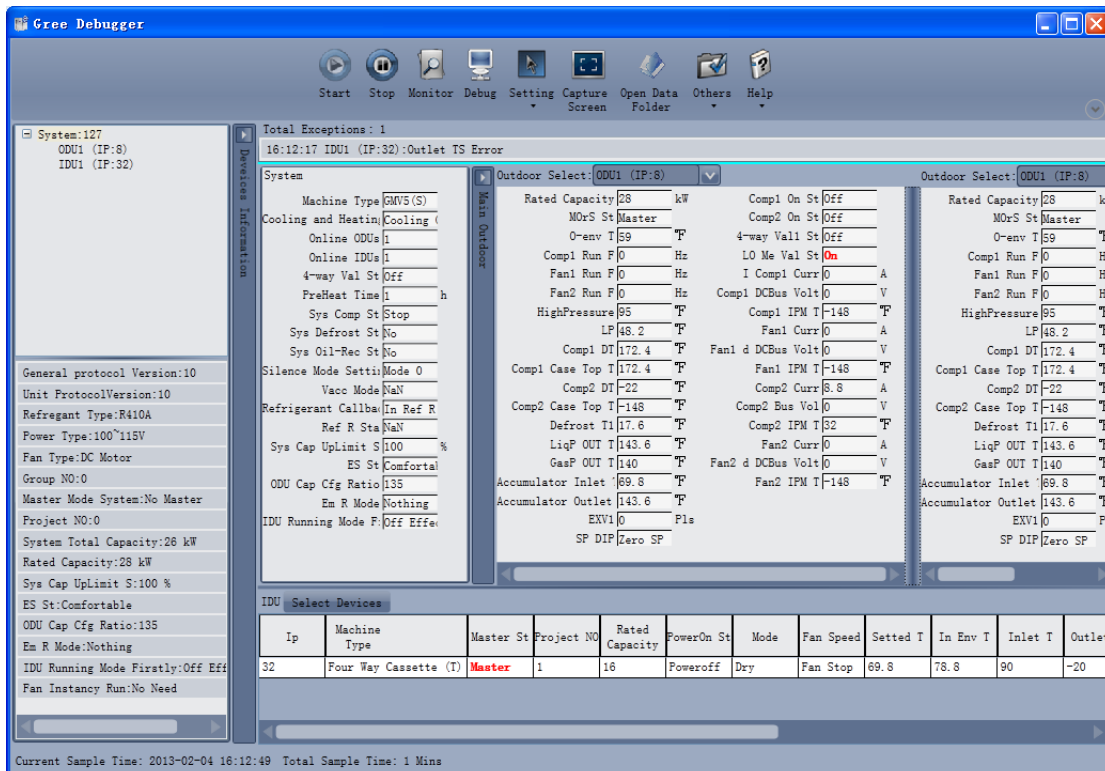 Gree Debugger
Start Stop Monitor Debug Setting Capture Screen Open Data Folder Others Help
System:127
ODU1 (IP:8)
IDU1 (IP:32)
Deveices Information
General protocol Version:10
Unit ProtocolVersion:10
Refregant Type:R410A
Power Type:100~115V
Fan Type:DC Motor
Group NO:0
Master Mode System:No Master
Project NO:0
System Total Capacity:26 kW
Rated Capacity:28 kW
Sys Cap UpLimit S:100 %
ES St:Comfortable
ODU Cap Cfg Ratio:135
Em R Mode:Nothing
IDU Running Mode Firstly:Off Eff
Fan Instancy Run:No Need
Total Exceptions: 1
16:12:17 IDU1 (IP:32):Outlet TS Error
System
Machine Type GMV5(S)
Cooling and Heating Cooling
Online ODUs 1
Online IDUs 1
4-way Val St Off
PreHeat Time 1 h
Sys Comp St Stop
Sys Defrost St No
Sys Oil-Rec St No
Silence Mode Setti Mode 0
Vacc Mode NaN
Refrigerant Callba In Ref R
Ref R Sta NaN
Sys Cap UpLimit S 100 %
ES St Comforta
ODU Cap Cfg Ratio 135
Em R Mode Nothing
IDU Running Mode F: Off Effe
Main Outdoor
Outdoor Select: ODU1 (IP:8)
Rated Capacity 28 kW
MOrS St Master
O-env T 59 ℉
Comp1 Run F 0 Hz
Fan1 Run F 0 Hz
Fan2 Run F 0 Hz
HighPressure 95 ℉
LP 48.2 ℉
Comp1 DT 172.4 ℉
Comp1 Case Top T 172.4 ℉
Comp2 DT -22 ℉
Comp2 Case Top T -148 ℉
Defrost T1 17.6 ℉
LiqP OUT T 143.6 ℉
GasP OUT T 140 ℉
Accumulator Inlet 69.8 ℉
Accumulator Outlet 143.6 ℉
EXV1 0 Pls
SP DIP Zero SP
Comp1 On St Off
Comp2 On St Off
4-way Val1 St Off
LO Me Val St On
I Comp1 Curr 0 A
Comp1 DCBus Volt 0 V
Comp1 IPM T -148 ℉
Fan1 Curr 0 A
Fan1 d DCBus Volt 0 V
Fan1 IPM T -148 ℉
Comp2 Curr 8.8 A
Comp2 Bus Vol 0 V
Comp2 IPM T 32 ℉
Fan2 Curr 0 A
Fan2 d DCBus Volt 0 V
Fan2 IPM T -148 ℉
Outdoor Select: ODU1 (IP:8)
Rated Capacity 28 k
MOrS St Master
O-env T 59 ℉
Comp1 Run F 0 H
Fan1 Run F 0 H
Fan2 Run F 0 H
HighPressure 95 ℉
LP 48.2 ℉
Comp1 DT 172.4 ℉
Comp1 Case Top T 172.4 ℉
Comp2 DT -22 ℉
Comp2 Case Top T -148 ℉
Defrost T1 17.6 ℉
LiqP OUT T 143.6 ℉
GasP OUT T 140 ℉
Accumulator Inlet 69.8 ℉
Accumulator Outlet 143.6 ℉
EXV1 0 P
SP DIP Zero SP
IDU Select Devices
Ip Machine Type Master St Project NO Rated Capacity PowerOn St Mode Fan Speed Setted T In Env T Inlet T Outle
32 Four Way Cassette (T) Master 1 16 Poweroff Dry Fan Stop 69.8 78.8 90 -20
Current Sample Time: 2013-02-04 16:12:49 Total Sample Time: 1 Mins